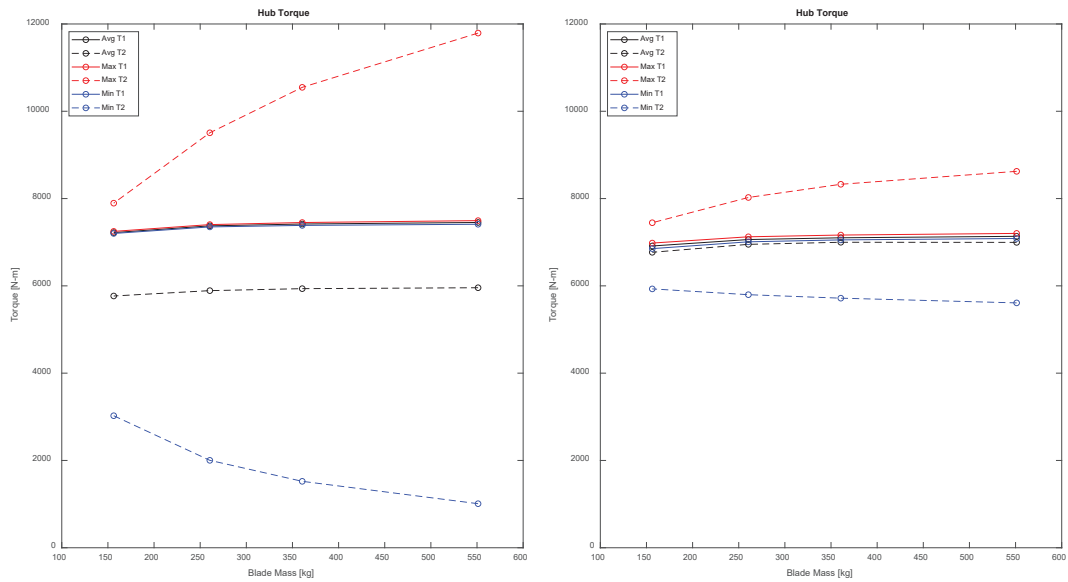 Hub Torque
12000
10000
8000
6000
4000
2000
0
Torque [N-m]
Avg T1
Avg T2
Max T1
Max T2
Min T1
Min T2
100 150 200 250 300 350 400 450 500 550 600
Blade Mass [kg]
Hub Torque
12000
10000
8000
6000
4000
2000
0
Torque [N-m]
Avg T1
Avg T2
Max T1
Max T2
Min T1
Min T2
100 150 200 250 300 350 400 450 500 550 600
Blade Mass [kg]